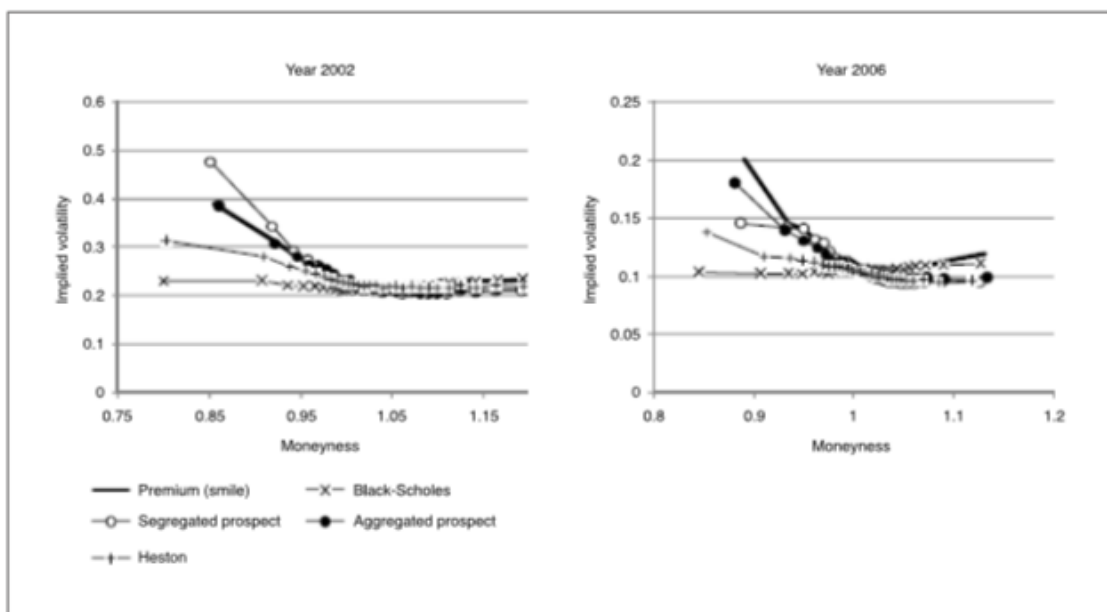 Year 2002
Implied volatility
0.6
0.5
0.4
0.3
0.2
0.1
0
0.75 0.85 0.95 1.05 1.15
Moneyness
Year 2006
Implied volatility
0.25
0.2
0.15
0.1
0.05
0
0.8 0.9 1 1.1 1.2
Moneyness
Premium (smile) Black-Scholes
Segregated prospect Aggregated prospect
Heston